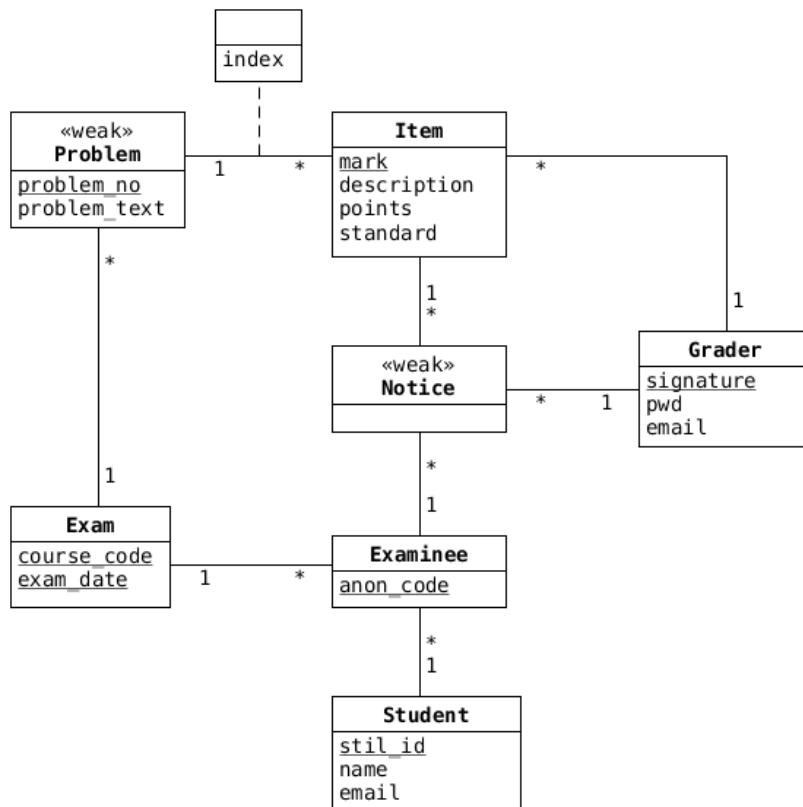 index
«weak»
Problem
problem_no
problem_text
1
*
Item
mark
description
points
standard
*
*
1
*
1
«weak»
Notice
*
1
Grader
signature
pwd
email
*
1
1
Exam
course_code
exam_date
1
*
Examinee
anon_code
*
1
Student
stil_id
name
email